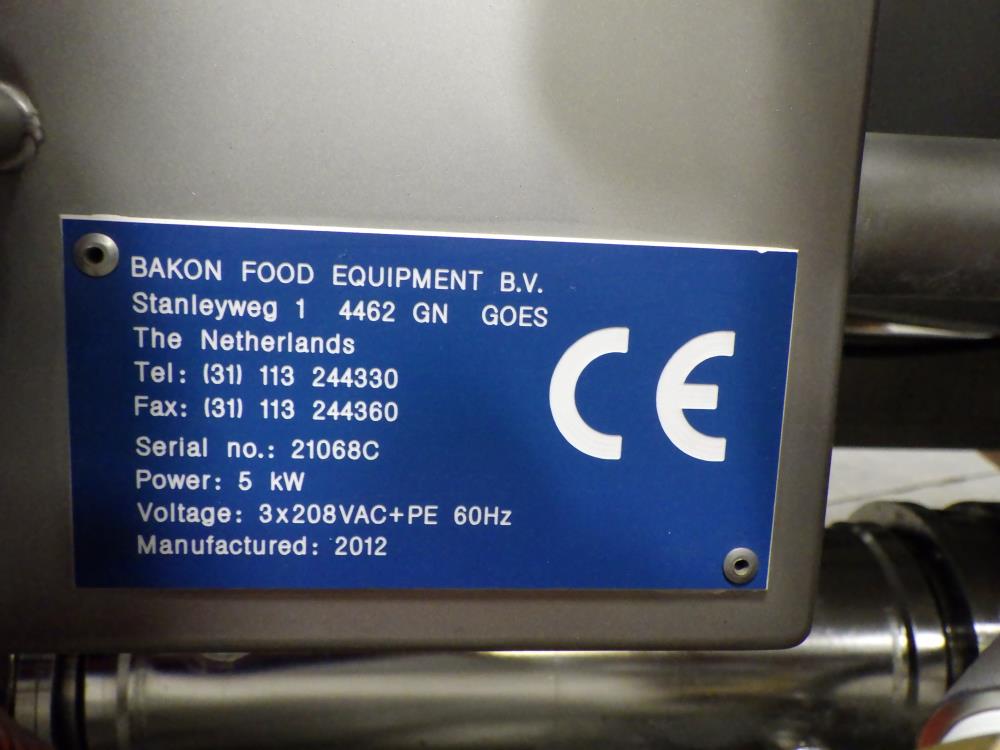 BAKON FOOD EQUIPMENT B.V.
Stanleyweg 1 4462 GN GOES
The Netherlands
Tel: (31) 113 244330
Fax: (31) 113 244360
Serial no.: 21068C
Power: 5 kW
Voltage: 3x208VAC+PE 60Hz
Manufactured: 2012
CE